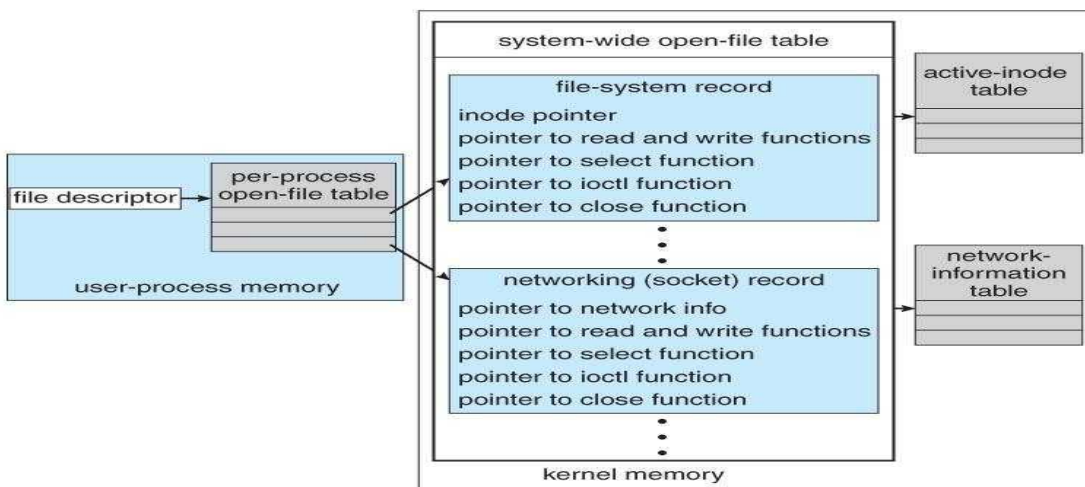 system-wide open-file table
file-system record
inode pointer
pointer to read and write functions
pointer to select function
pointer to ioctl function
pointer to close function
active-inode
table
per-process
open-file table
file descriptor
user-process memory
networking (socket) record
pointer to network info
pointer to read and write functions
pointer to select function
pointer to ioctl function
pointer to close function
network-
information
table
kernel memory